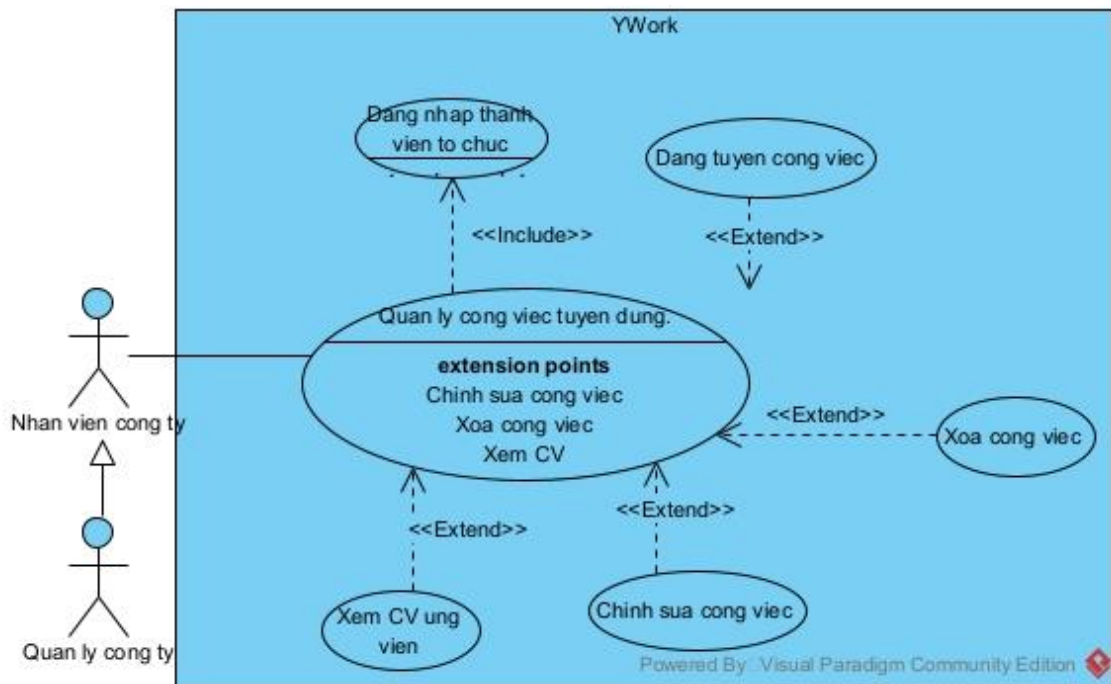 YWork
Dang nhap thanh
vien to chuc
Dang tuyen cong viec
<<Include>>
<<Extend>>
Quan ly cong viec tuyen dung.
extension points
Chinh sua cong viec
Xoa cong viec
Xem CV
Nhan vien cong ty
<<Extend>>
Xoa cong viec
<<Extend>>
<<Extend>>
Xem CV ung
vien
Chinh sua cong viec
Quan ly cong ty
Powered By Visual Paradigm Community Edition